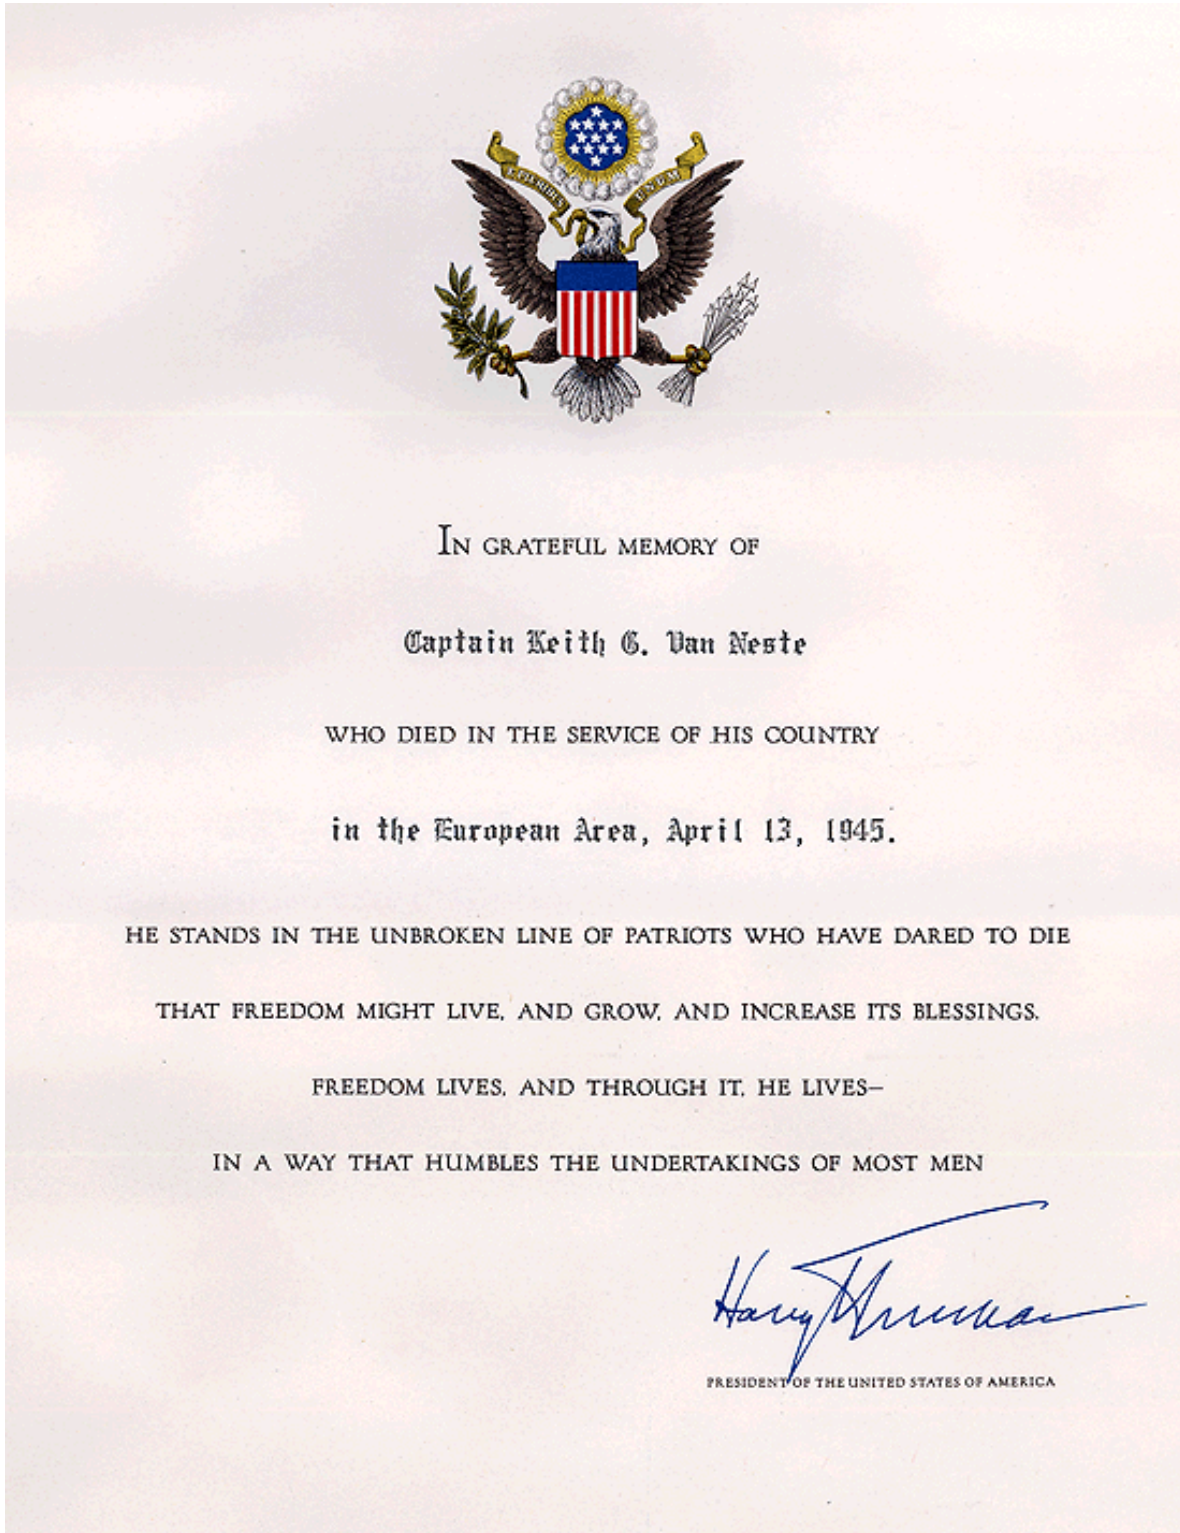 E PLURIBUS UNUM
IN GRATEFUL MEMORY OF
Captain Keith G. Van Neste
WHO DIED IN THE SERVICE OF HIS COUNTRY
in the European Area, April 13, 1945.
HE STANDS IN THE UNBROKEN LINE OF PATRIOTS WHO HAVE DARED TO DIE
THAT FREEDOM MIGHT LIVE, AND GROW, AND INCREASE ITS BLESSINGS.
FREEDOM LIVES, AND THROUGH IT, HE LIVES—
IN A WAY THAT HUMBLES THE UNDERTAKINGS OF MOST MEN
Harry Truman
PRESIDENT OF THE UNITED STATES OF AMERICA